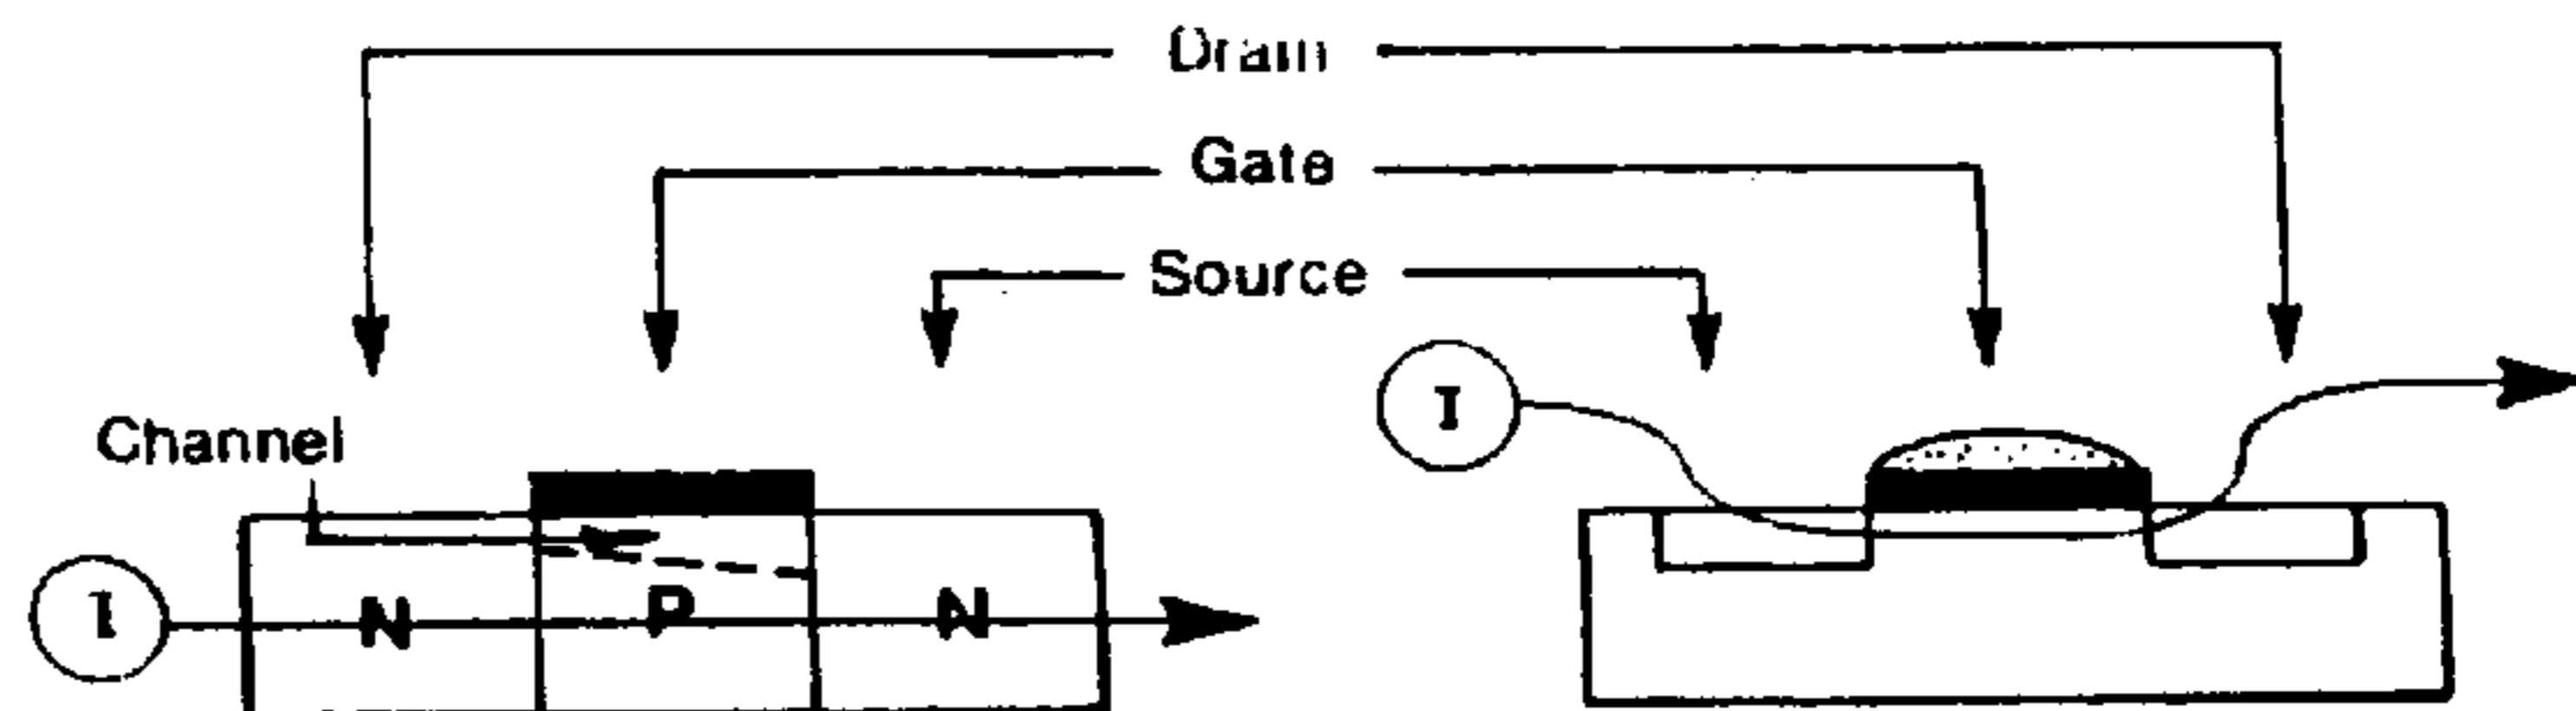 Drain
Gate
Source
Channel
I
I
N P N